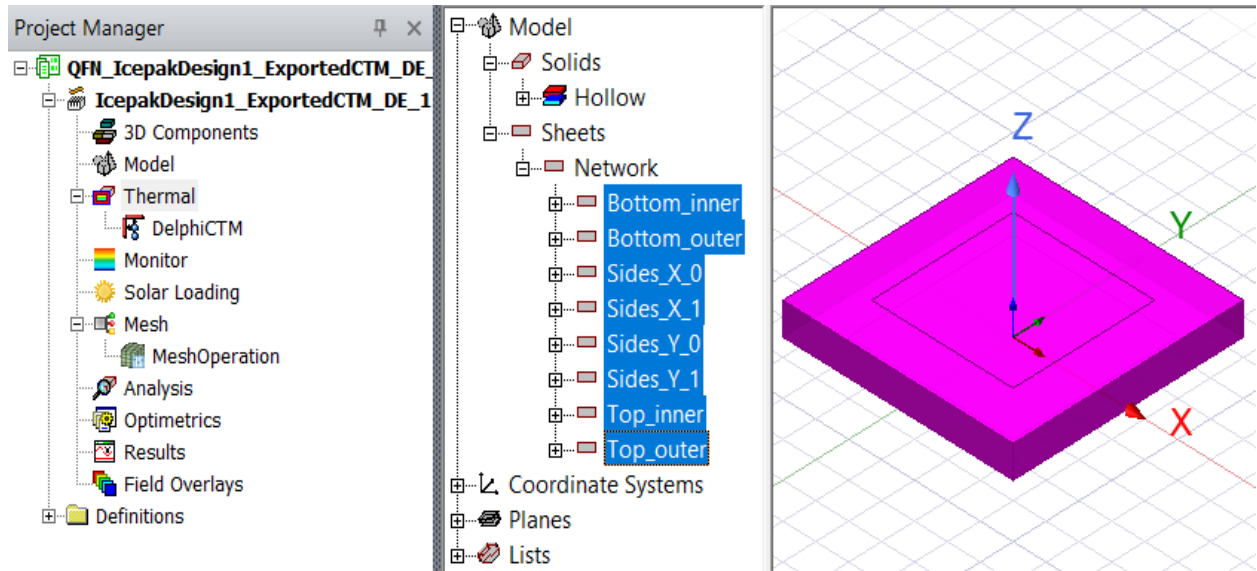 Project Manager
QFN_IcepakDesign1_ExportedCTM_DE_
IcepakDesign1_ExportedCTM_DE_1
3D Components
Model
Thermal
DelphiCTM
Monitor
Solar Loading
Mesh
MeshOperation
Analysis
Optimetrics
Results
Field Overlays
Definitions
Model
Solids
Hollow
Sheets
Network
Bottom_inner
Bottom_outer
Sides_X_0
Sides_X_1
Sides_Y_0
Sides_Y_1
Top_inner
Top_outer
Coordinate Systems
Planes
Lists
Z
Y
X